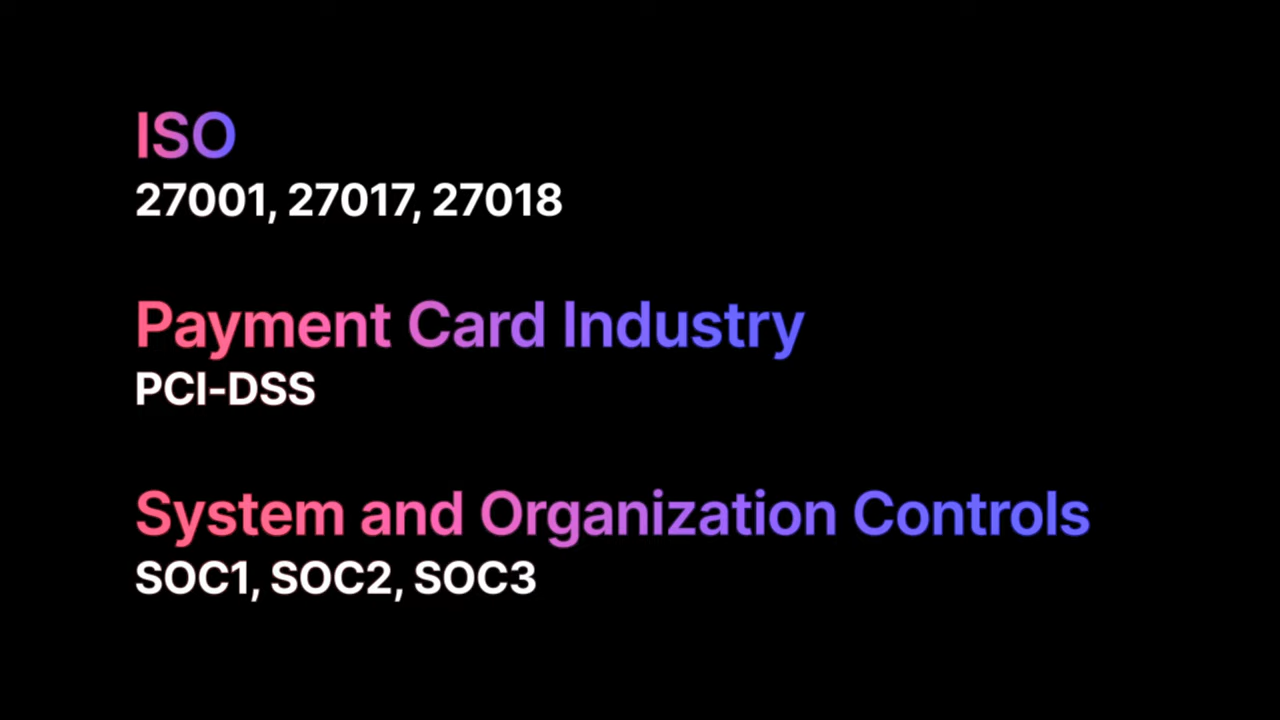 ISO
27001, 27017, 27018
Payment Card Industry
PCI-DSS
System and Organization Controls
SOC1, SOC2, SOC3